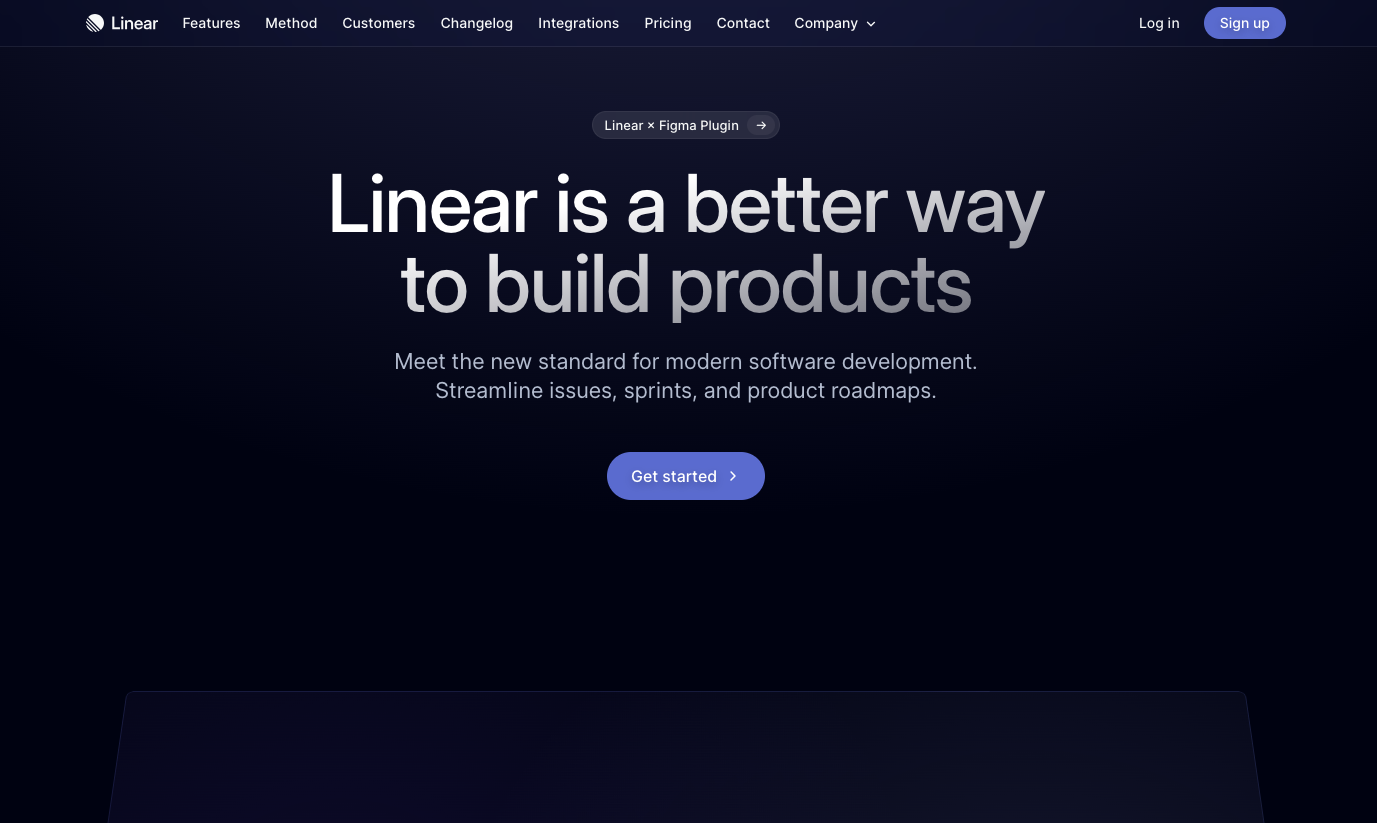 Linear Features Method Customers Changelog Integrations Pricing Contact Company Log in Sign up
Linear × Figma Plugin →
Linear is a better way
to build products
Meet the new standard for modern software development.
Streamline issues, sprints, and product roadmaps.
Get started